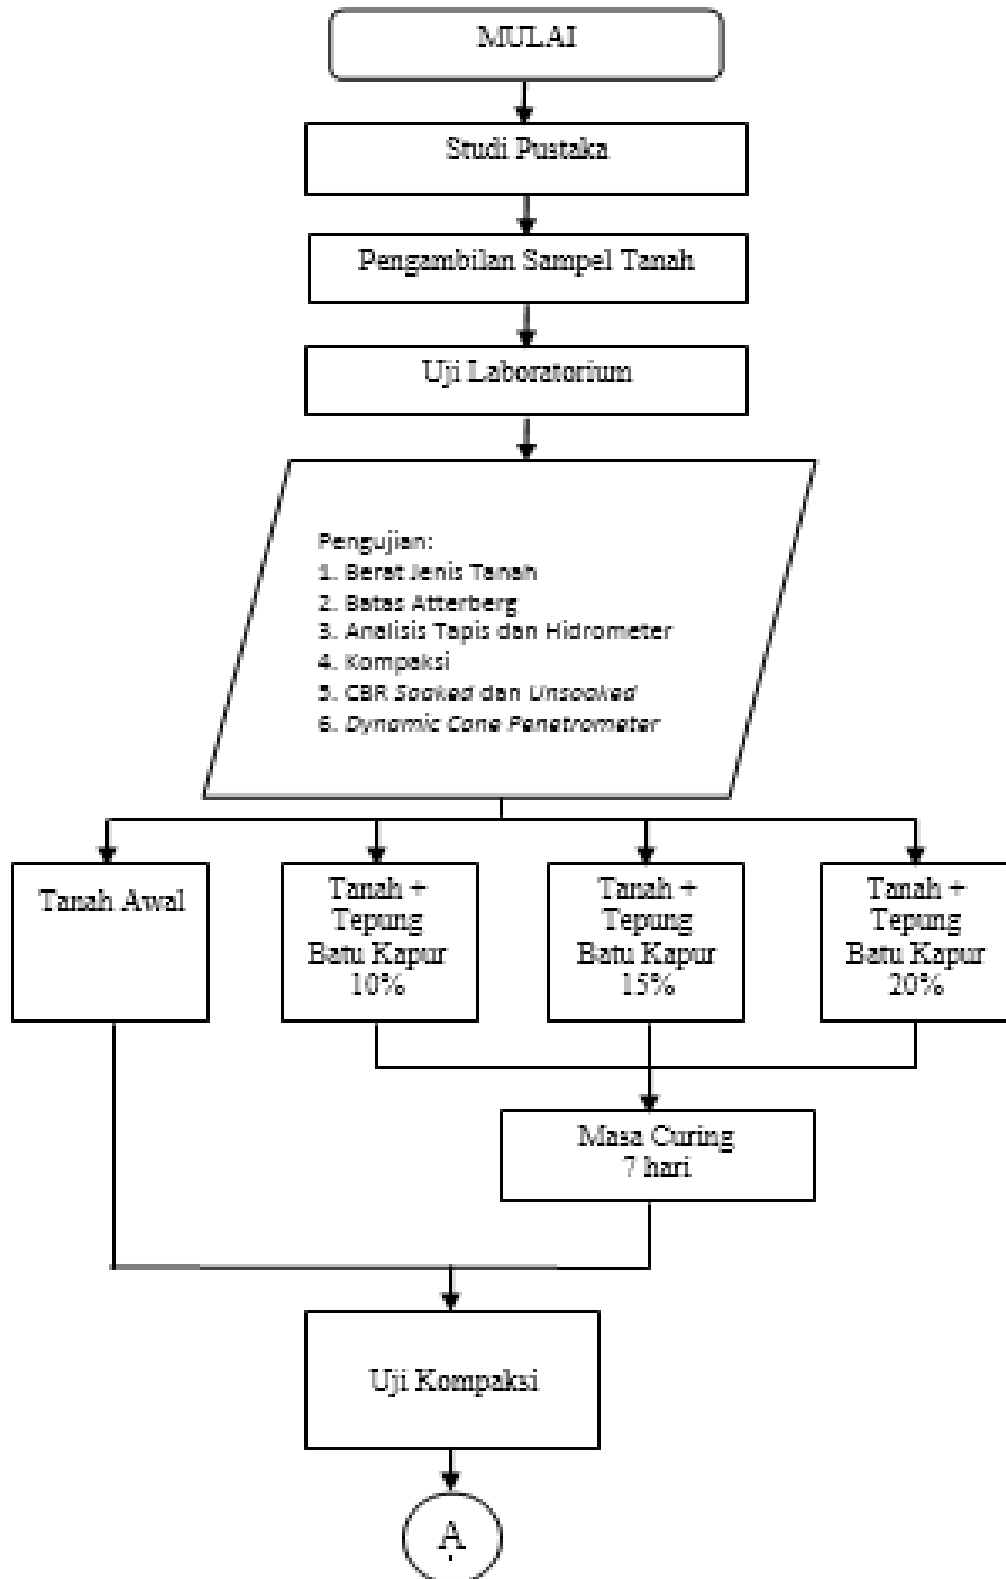 MULAI
Studi Pustaka
Pengambilan Sampel Tanah
Uji Laboratorium
Pengujian:
1. Berat Jenis Tanah
2. Batas Atterberg
3. Analisis Tapis dan Hidrometer
4. Kompaksi
5. CBR Soaked dan Unsoaked
6. Dynamic Cone Penetrometer
Tanah Awal
Tanah +
Tepung
Batu Kapur
10%
Tanah +
Tepung
Batu Kapur
15%
Tanah +
Tepung
Batu Kapur
20%
Masa Curing
7 hari
Uji Kompaksi
A